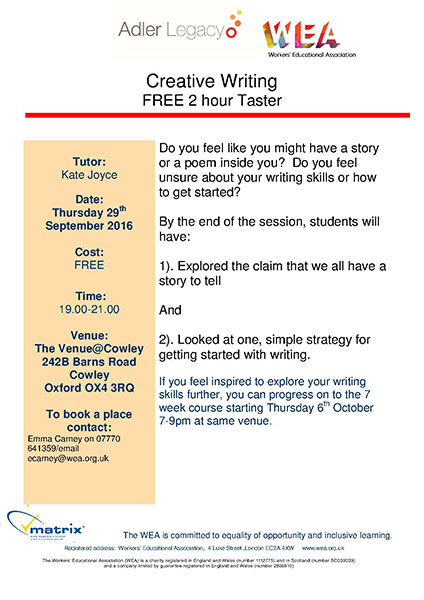 Adler Legacy
WEA
Workers' Educational Association
Creative Writing
FREE 2 hour Taster
Tutor:
Kate Joyce
Date:
Thursday 29th
September 2016
Cost:
FREE
Time:
19.00-21.00
Venue:
The Venue@Cowley
242B Barns Road
Cowley
Oxford OX4 3RQ
To book a place
contact:
Emma Carney on 07770
641359/email
ecarney@wea.org.uk
Do you feel like you might have a story
or a poem inside you? Do you feel
unsure about your writing skills or how
to get started?
By the end of the session, students will
have:
1). Explored the claim that we all have a
story to tell
And
2). Looked at one, simple strategy for
getting started with writing.
If you feel inspired to explore your writing
skills further, you can progress on to the 7
week course starting Thursday 6th October
7-9pm at same venue.
matrix
The WEA is committed to equality of opportunity and inclusive learning.
Registered address: Workers' Educational Association, 4 Luke Street ,London EC2A 4XW www.wea.org.uk
The Workers' Educational Association (WEA) is a charity registered in England and Wales (number 1112775) and in Scotland (number SC039239)
and a company limited by guarantee registered in England and Wales (number 2806910)